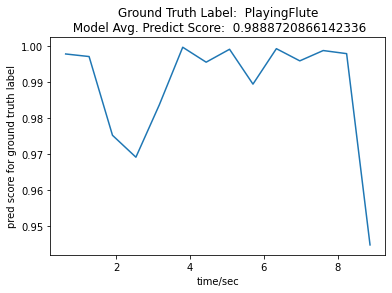 Ground Truth Label:  PlayingFlute
Model Avg. Predict Score:  0.9888720866142336
1.00
0.99
0.98
0.97
0.96
0.95
pred score for ground truth label
2
4
6
8
time/sec